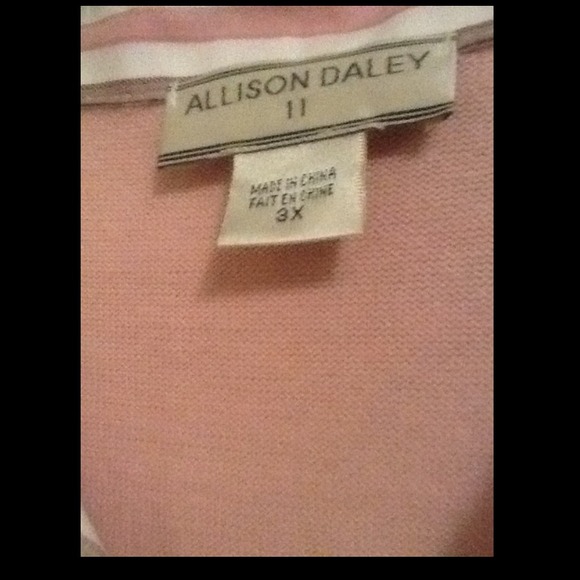 ALLISON DALEY
II
MADE IN CHINA
FAIT EN CHINE
3X